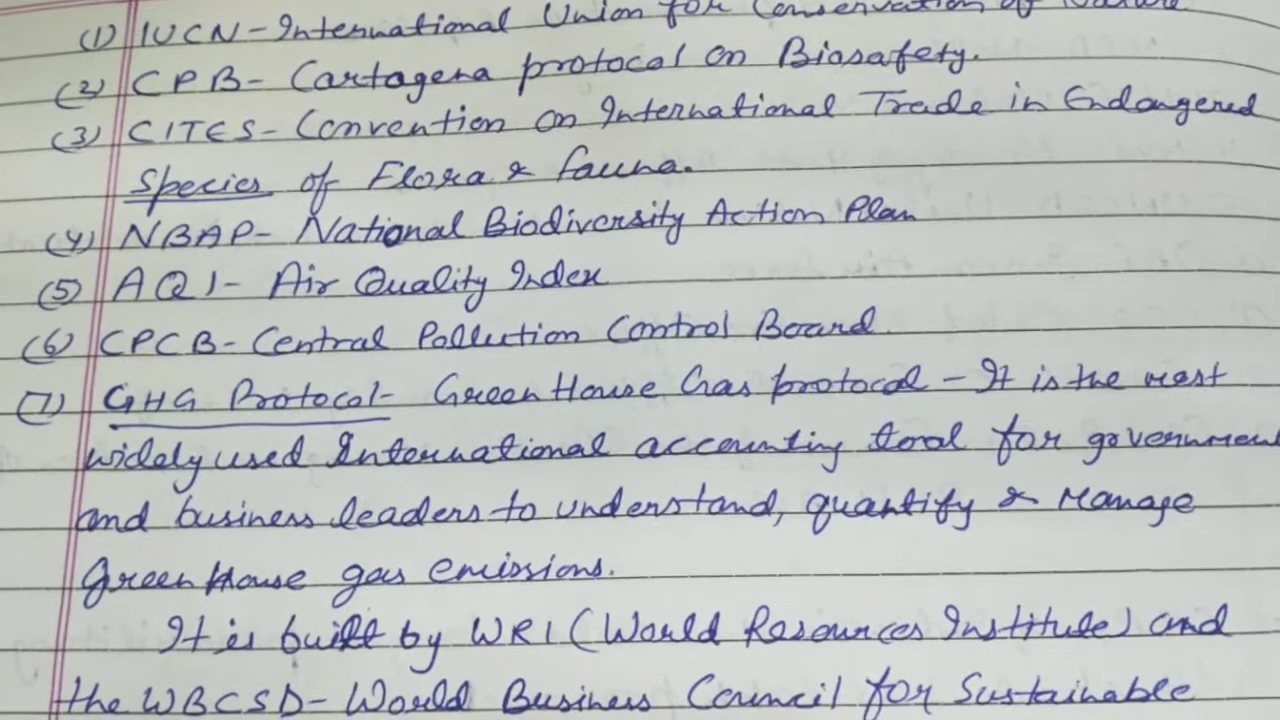 (1) IUCN - International Union for Conservation of Nature
(2) CPB - Cartagena protocal on Biosafety.
(3) CITES - Convention on International Trade in Endangered
Species of Flora & fauna.
(4) NBAP - National Biodiversity Action Plan
(5) AQI - Air Quality Index
(6) CPCB - Central Pollution Control Board.
(7) GHG Protocol - Green House Gas protocol - It is the most
widely used International accounting tool for government
and business leaders to understand, quantify & Manage
green House gas emissions.
It is built by WRI (World Resources Institute) and
the WBCSD - World Business Council for Sustainable